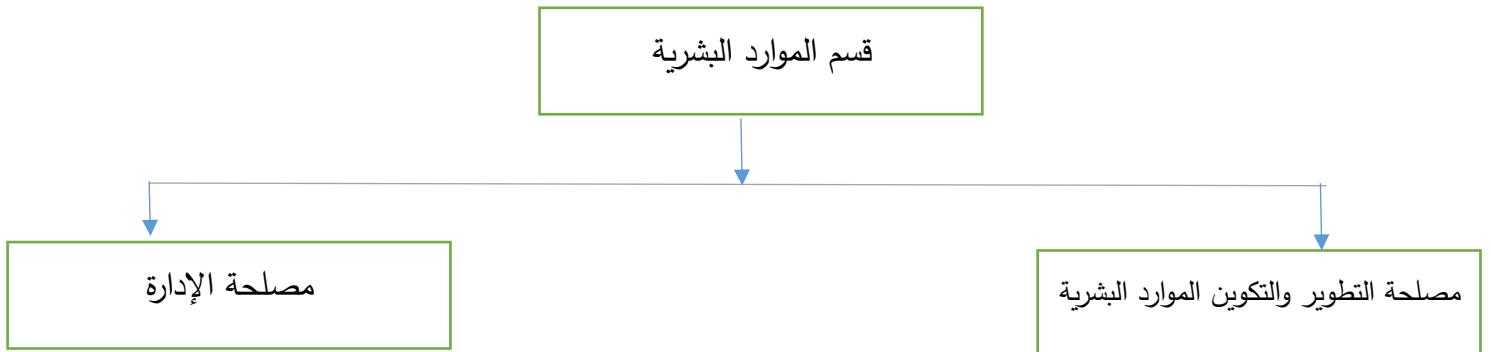 قسم الموارد البشرية
مصلحة التطوير والتكوين الموارد البشرية
مصلحة الإدارة